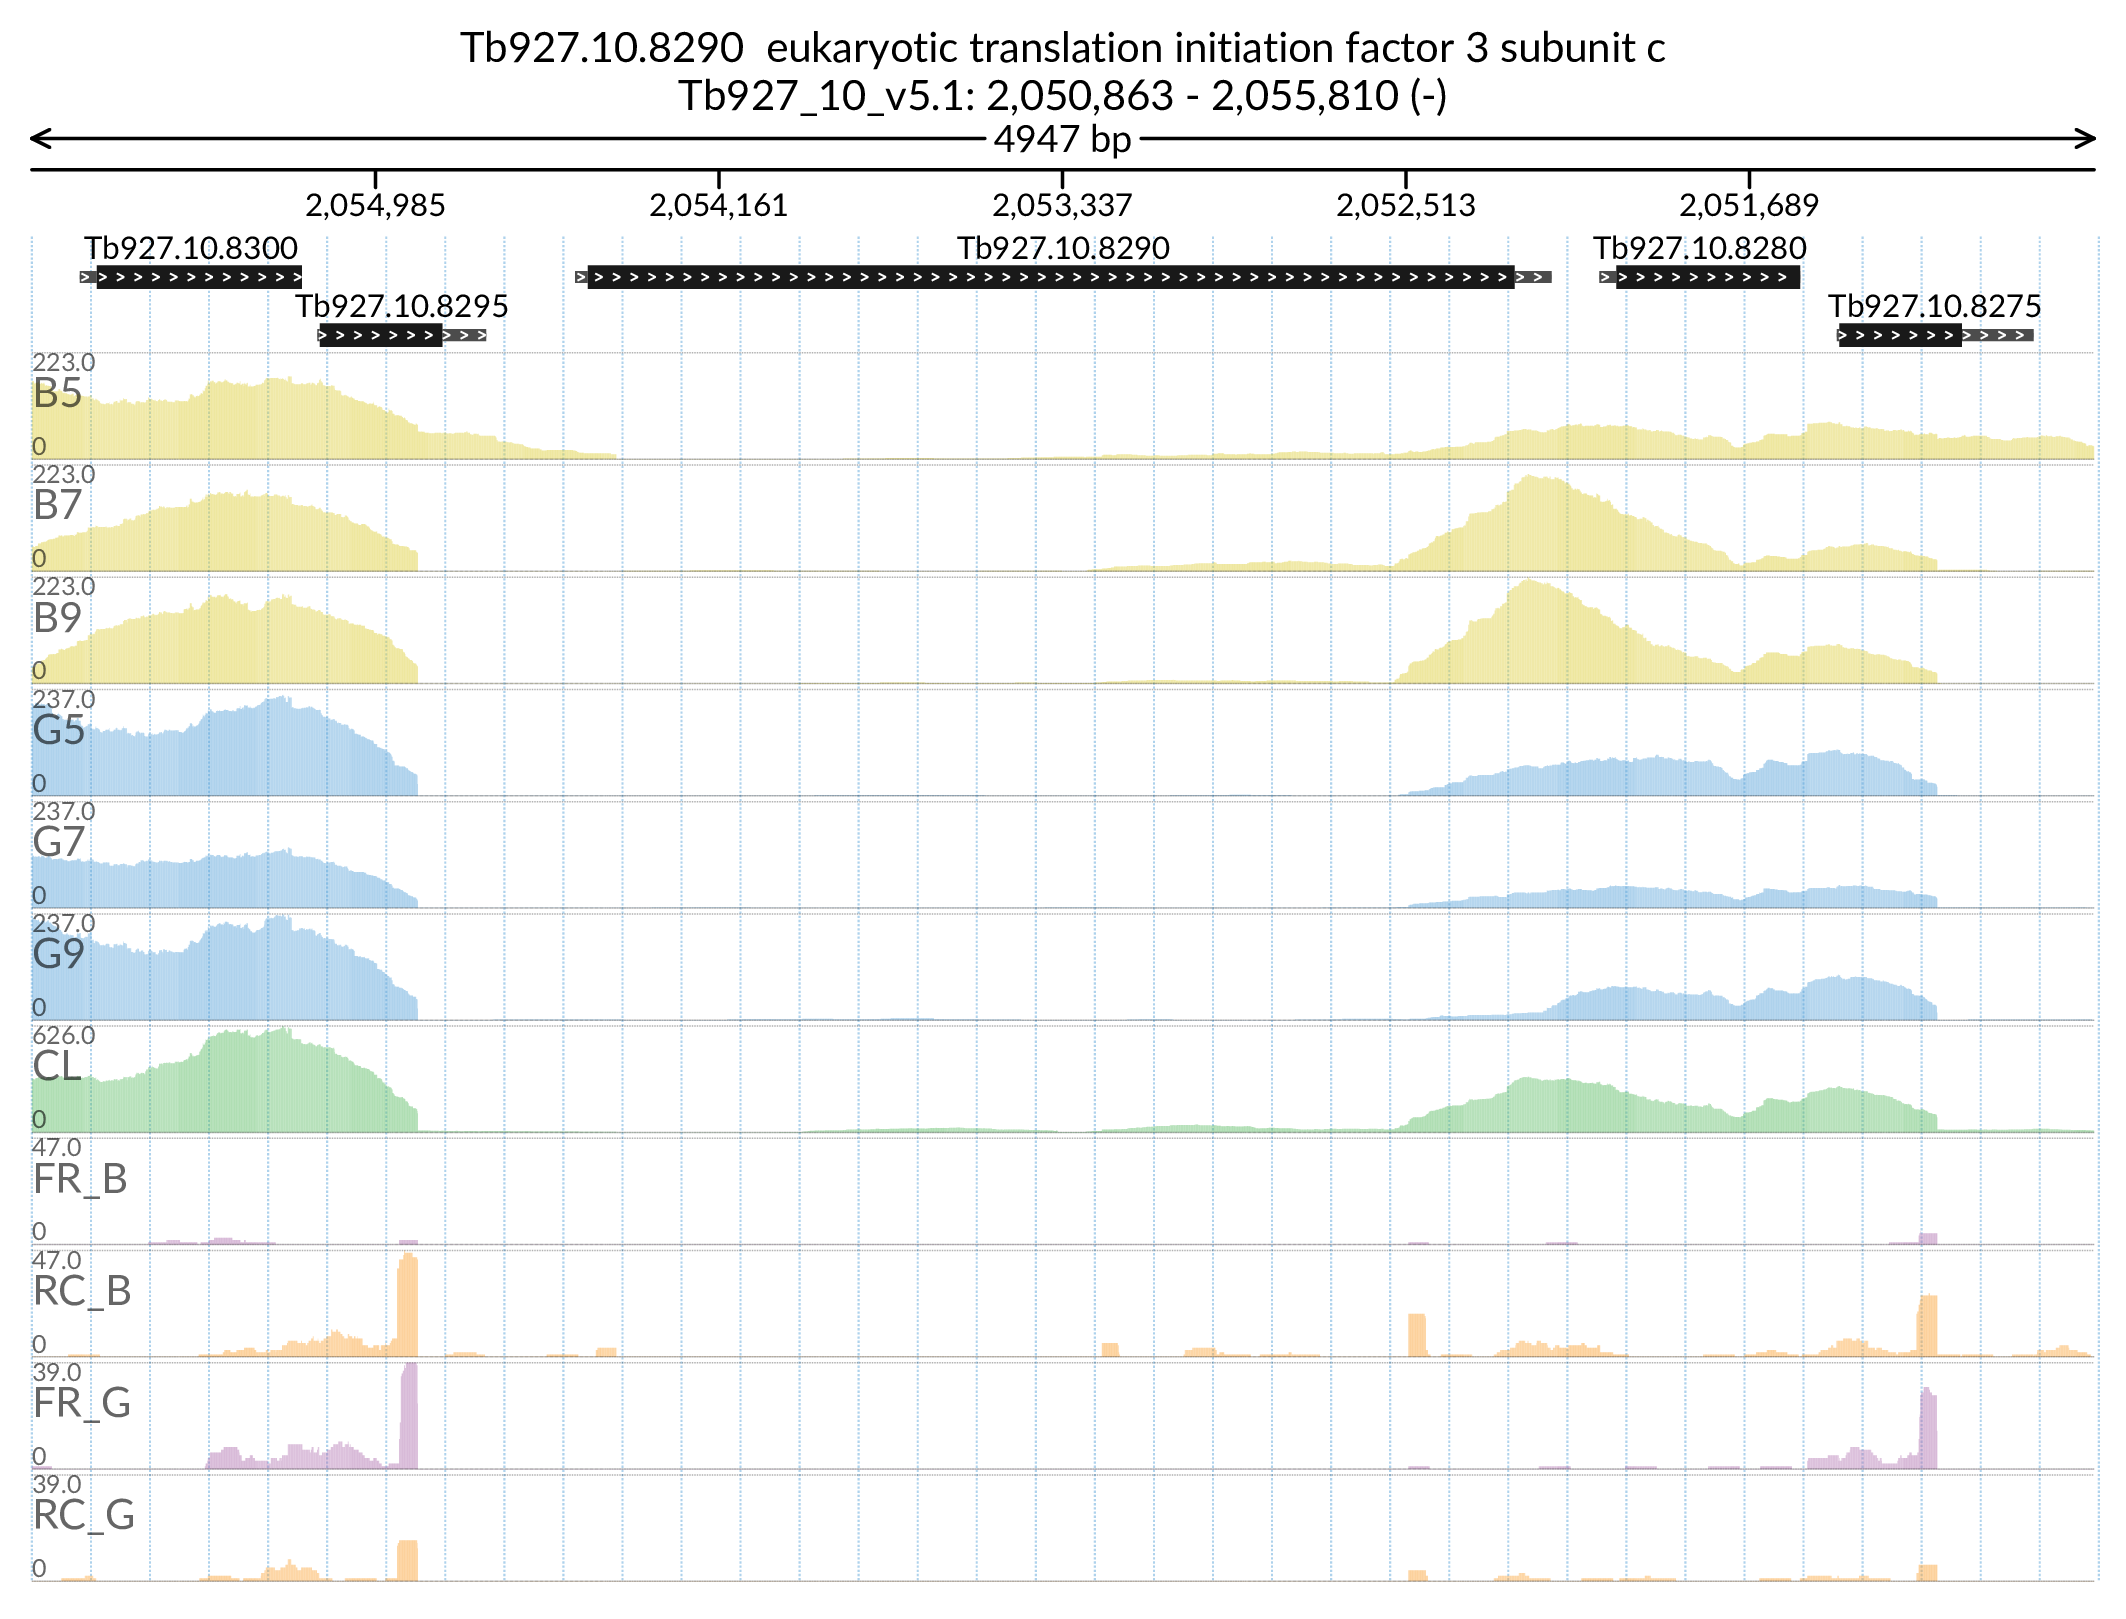 Tb927.10.8290  eukaryotic translation initiation factor 3 subunit c
Tb927_10_v5.1: 2,050,863 - 2,055,810 (-)
4947 bp
2,054,985 2,054,161 2,053,337 2,052,513 2,051,689
Tb927.10.8300 Tb927.10.8290 Tb927.10.8280
Tb927.10.8295 Tb927.10.8275
223.0
B5
0
223.0
B7
0
223.0
B9
0
237.0
G5
0
237.0
G7
0
237.0
G9
0
626.0
CL
0
47.0
FR_B
0
47.0
RC_B
0
39.0
FR_G
0
39.0
RC_G
0